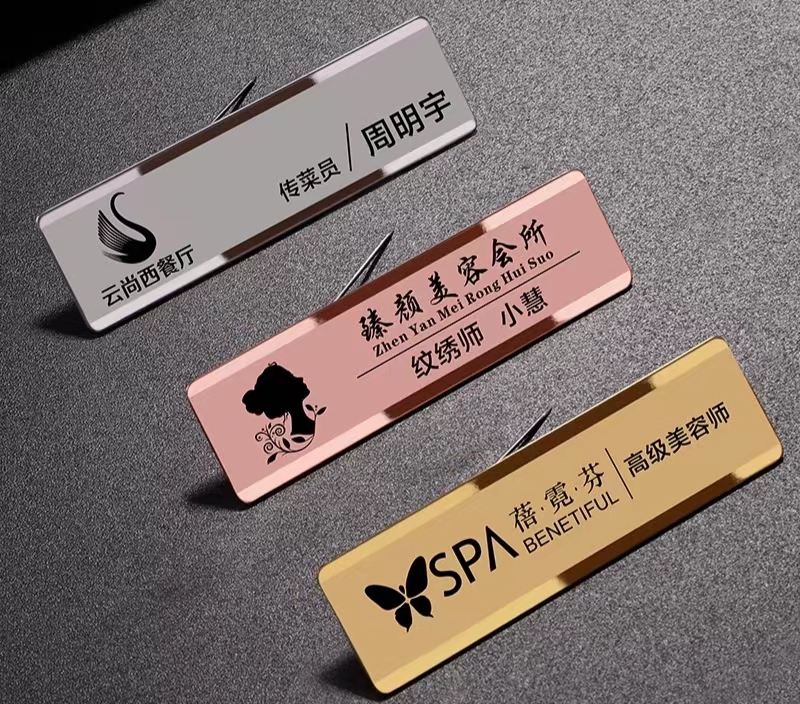 传菜员/周明宇
云尚西餐厅
臻颜美容会所
Zhen Yan Mei Rong Hui Suo
纹绣师 小慧
SPA
蓓·霓·芬
BENETIFUL
高级美容师